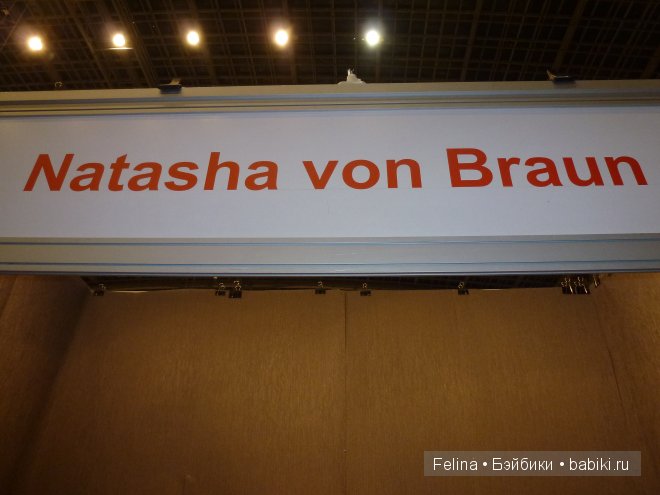 Natasha von Braun
Felina • Бэйбики • babiki.ru